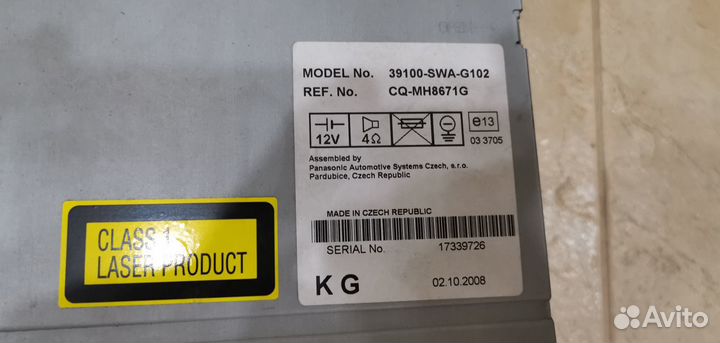 MODEL No. 39100-SWA-G102
REF. No. CQ-MH8671G
12V 4Ω e13
03 3705
Assembled by
Panasonic Automotive Systems Czech, s.r.o.
Pardubice, Czech Republic
MADE IN CZECH REPUBLIC
SERIAL No. 17339726
K G 02.10.2008
CLASS 1
LASER PRODUCT
Avito